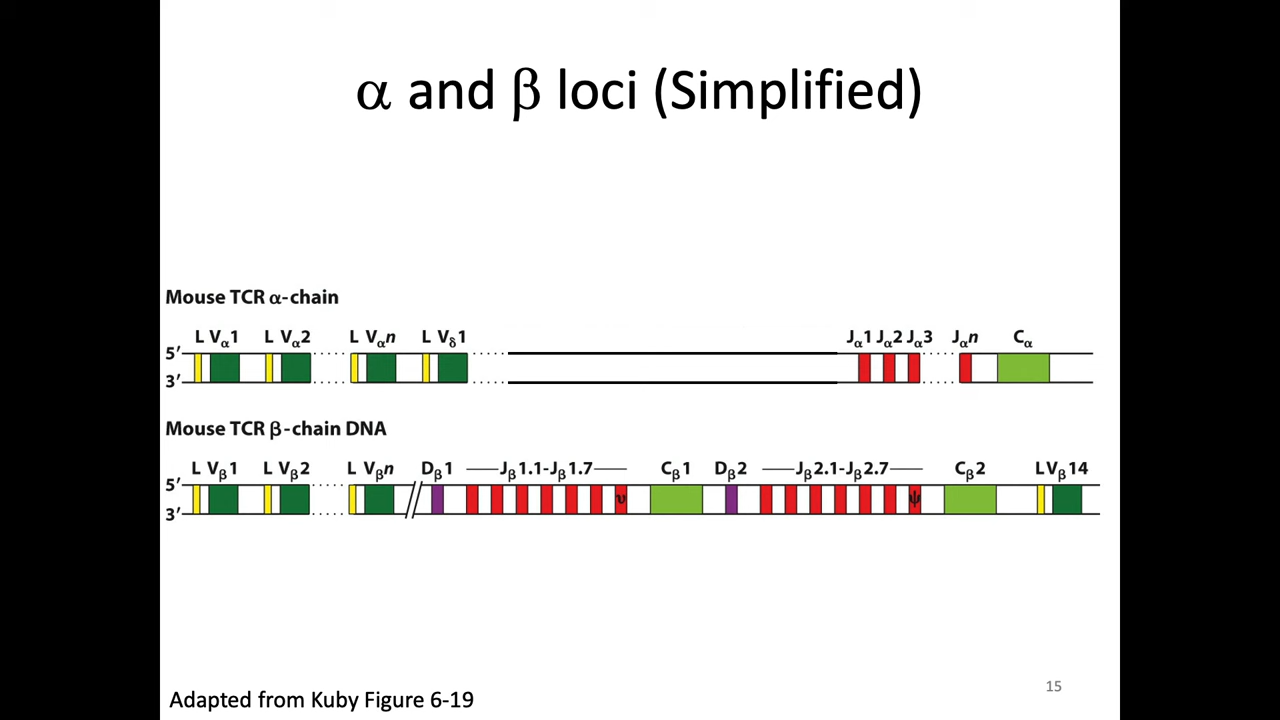 α and β loci (Simplified)
Mouse TCR α-chain
L Vα1 L Vα2 L Vαn L Vδ1 Jα1 Jα2 Jα3 Jαn Cα
5′
3′
Mouse TCR β-chain DNA
L Vβ1 L Vβ2 L Vβn Dβ1 Jβ1.1-Jβ1.7 Cβ1 Dβ2 Jβ2.1-Jβ2.7 Cβ2 LVβ14
5′ υ ψ
3′
15
Adapted from Kuby Figure 6-19